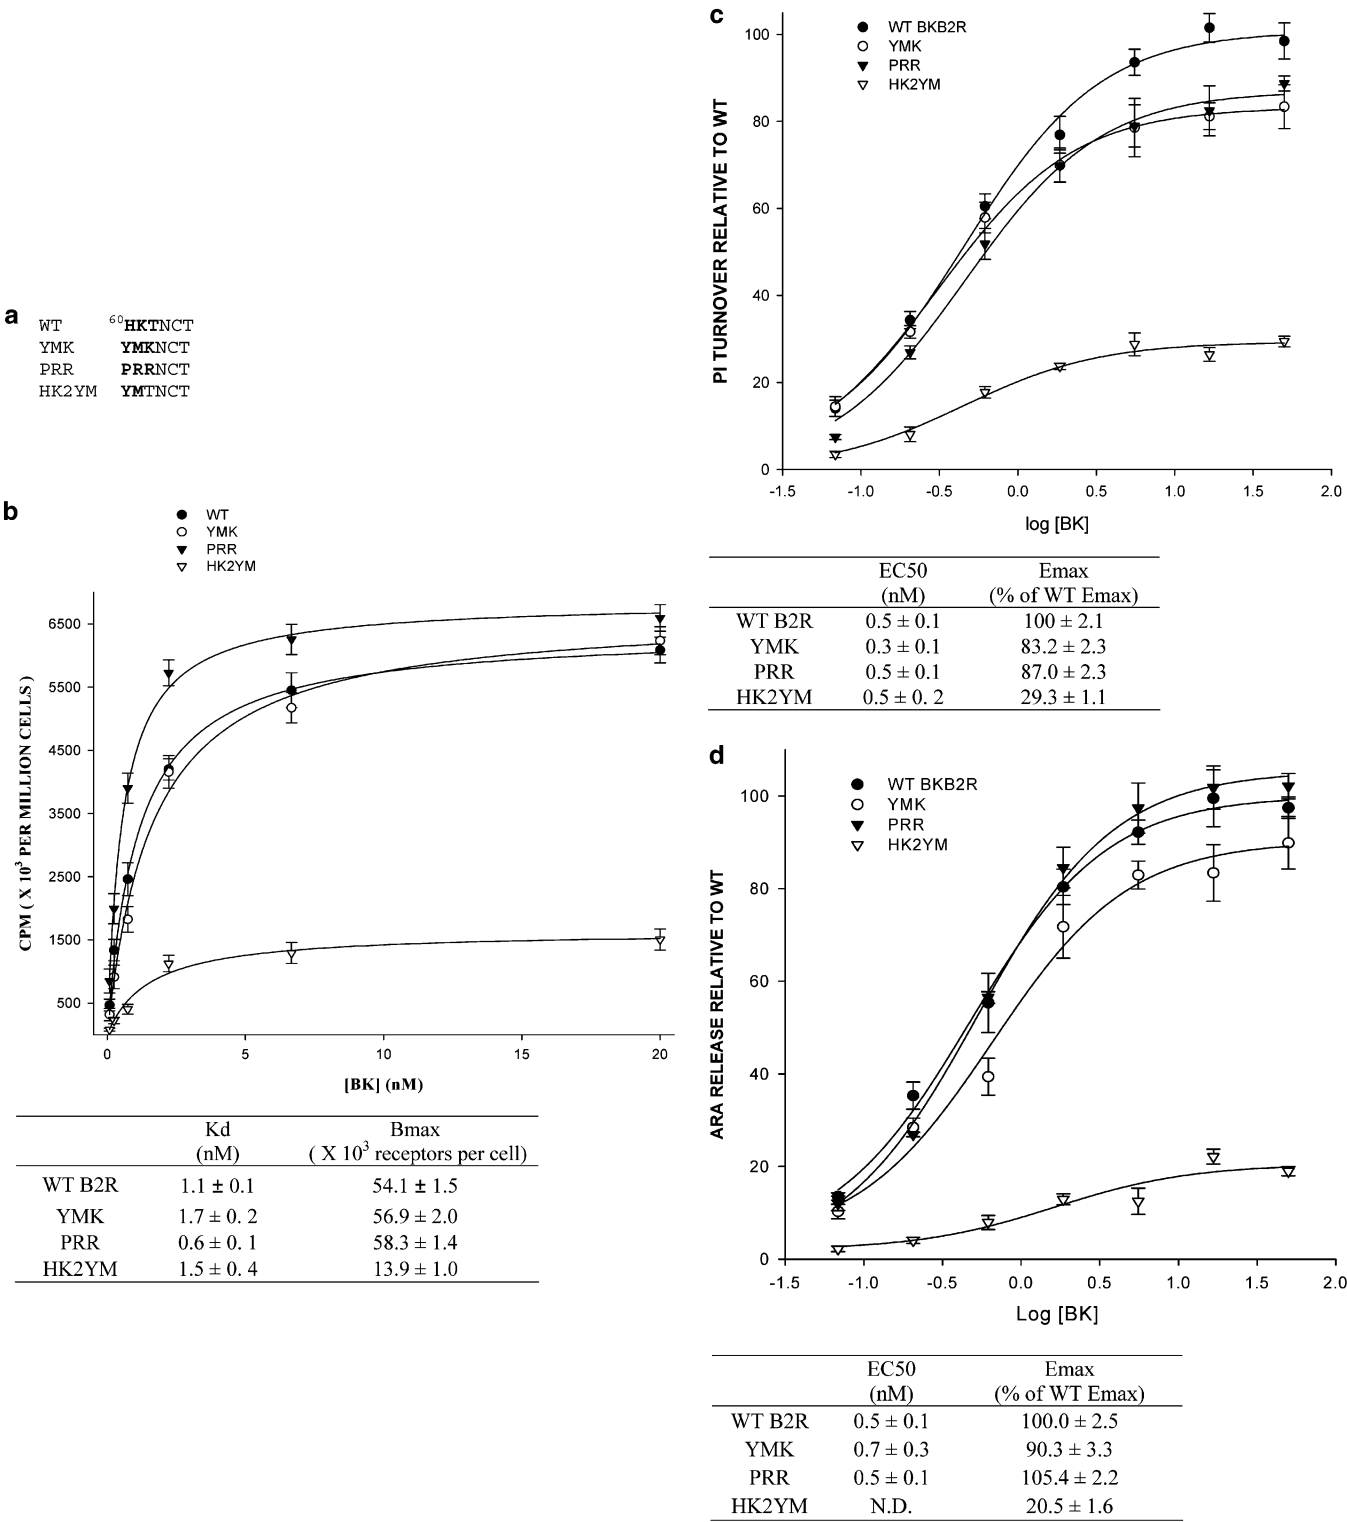 a
WT 60HKTNCT
YMK YMKNCT
PRR PRRNCT
HK2YM YMTNCT
b
WT
YMK
PRR
HK2YM
6500
5500
4500
3500
2500
1500
500
CPM ( X 10³ PER MILLION CELLS )
0 5 10 15 20
[BK] (nM)
Kd Bmax
(nM) ( X 10³ receptors per cell)
WT B2R 1.1 ± 0.1 54.1 ± 1.5
YMK 1.7 ± 0. 2 56.9 ± 2.0
PRR 0.6 ± 0. 1 58.3 ± 1.4
HK2YM 1.5 ± 0. 4 13.9 ± 1.0
c
WT BKB2R
YMK
PRR
HK2YM
100
80
60
40
20
0
PI TURNOVER RELATIVE TO WT
-1.5 -1.0 -0.5 0.0 0.5 1.0 1.5 2.0
log [BK]
EC50 Emax
(nM) (% of WT Emax)
WT B2R 0.5 ± 0.1 100 ± 2.1
YMK 0.3 ± 0.1 83.2 ± 2.3
PRR 0.5 ± 0.1 87.0 ± 2.3
HK2YM 0.5 ± 0. 2 29.3 ± 1.1
d
WT BKB2R
YMK
PRR
HK2YM
100
80
60
40
20
0
ARA RELEASE RELATIVE TO WT
-1.5 -1.0 -0.5 0.0 0.5 1.0 1.5 2.0
Log [BK]
EC50 Emax
(nM) (% of WT Emax)
WT B2R 0.5 ± 0.1 100.0 ± 2.5
YMK 0.7 ± 0.3 90.3 ± 3.3
PRR 0.5 ± 0.1 105.4 ± 2.2
HK2YM N.D. 20.5 ± 1.6